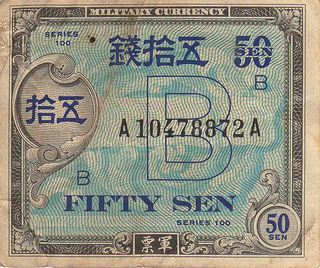 MILITARY CURRENCY
SERIES 100
錢拾五
50
SEN
B
拾五
B
A10478872A
B
FIFTY SEN
SERIES 100
50
SEN
票軍